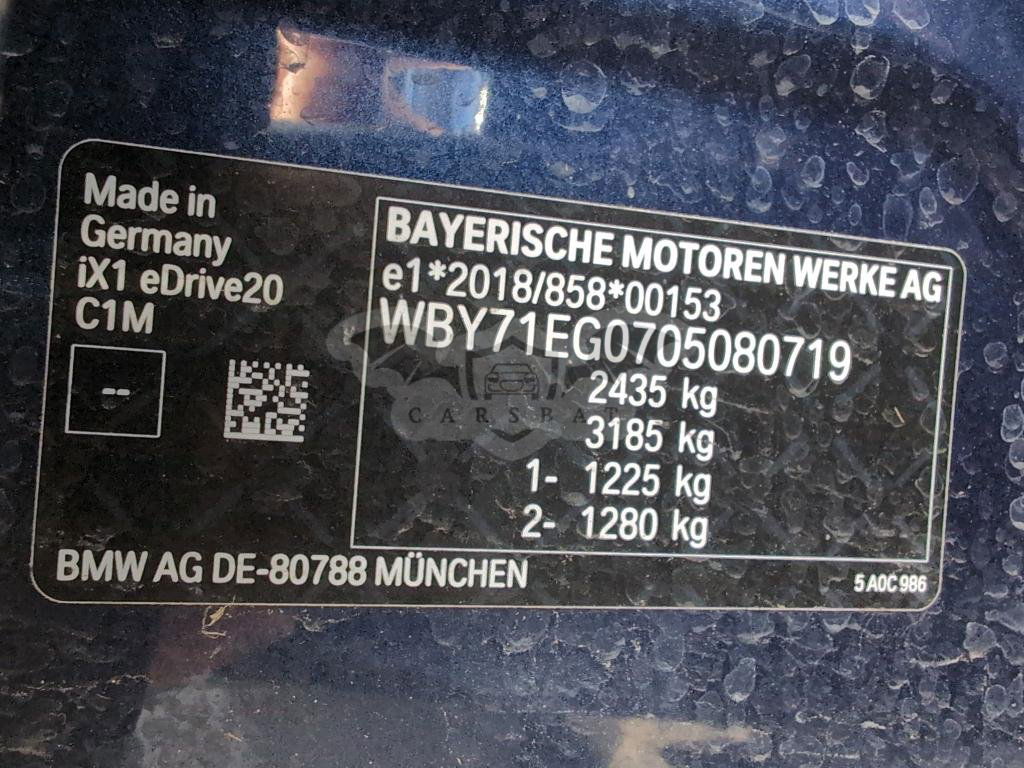 Made in
Germany
iX1 eDrive20
C1M
--
BAYERISCHE MOTOREN WERKE AG
e1*2018/858*00153
WBY71EG0705080719
2435 kg
3185 kg
1- 1225 kg
2- 1280 kg
CARSBAT
BMW AG DE-80788 MÜNCHEN
5 A0C 986